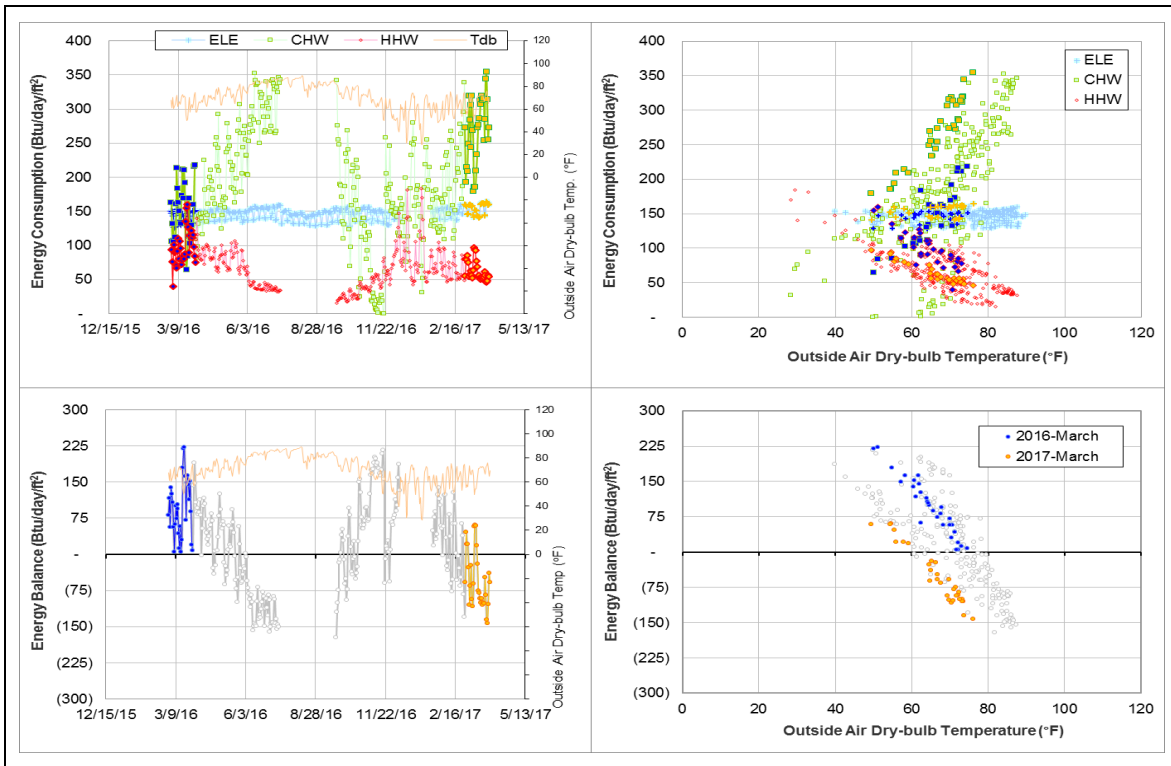 ELE CHW HHW Tdb
400
350
300
250
200
150
100
50
-
Energy Consumption (Btu/day/ft²)
120
100
80
60
40
20
0
Outside Air Dry-bulb Temp. (°F)
12/15/15 3/9/16 6/3/16 8/28/16 11/22/16 2/16/17 5/13/17
400
350
300
250
200
150
100
50
-
Energy Consumption (Btu/day/ft²)
ELE
CHW
HHW
0 20 40 60 80 100 120
Outside Air Dry-bulb Temperature (°F)
300
225
150
75
-
(75)
(150)
(225)
(300)
Energy Balance (Btu/day/ft²)
120
100
80
60
40
20
0
Outside Air Dry-bulb Temp (°F)
12/15/15 3/9/16 6/3/16 8/28/16 11/22/16 2/16/17 5/13/17
300
225
150
75
-
(75)
(150)
(225)
(300)
Energy Balance (Btu/day/ft²)
2016-March
2017-March
0 20 40 60 80 100 120
Outside Air Dry-bulb Temperature (°F)